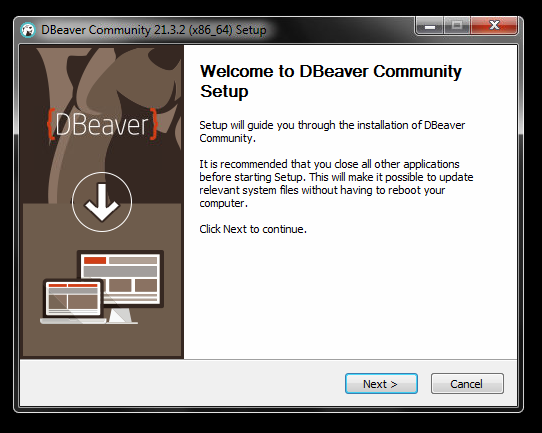 DBeaver Community 21.3.2 (x86_64) Setup
{DBeaver}
Welcome to DBeaver Community
Setup
Setup will guide you through the installation of DBeaver
Community.
It is recommended that you close all other applications
before starting Setup. This will make it possible to update
relevant system files without having to reboot your
computer.
Click Next to continue.
Next >
Cancel